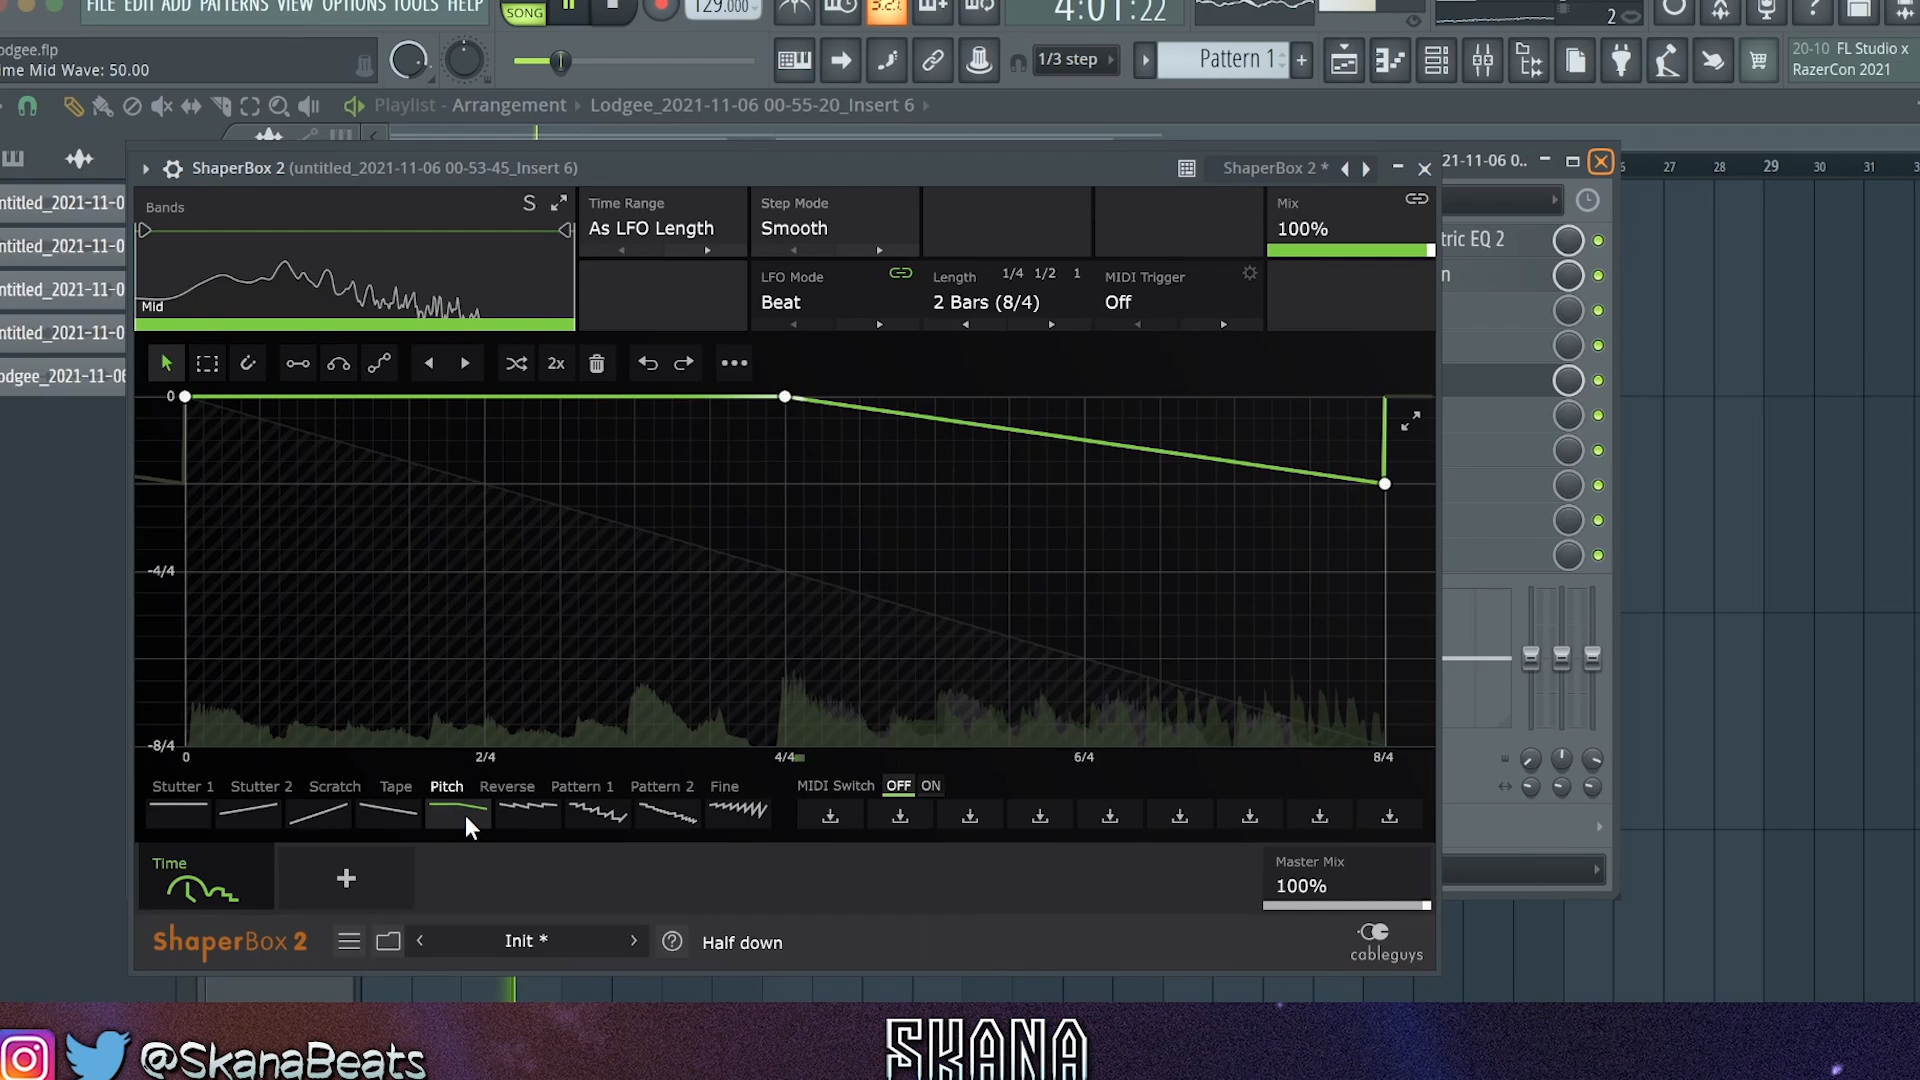 FILE EDIT ADD PATTERNS VIEW OPTIONS TOOLS HELP
SONG
129.000
3.2.1
4:01:22
2
odgee.flp
ime Mid Wave: 50.00
1/3 step
Pattern 1
20-10 FL Studio x
RazerCon 2021
Playlist - Arrangement
Lodgee_2021-11-06 00-55-20_Insert 6
ShaperBox 2 (untitled_2021-11-06 00-53-45_Insert 6)
ShaperBox 2 *
21-11-06 0..
27 28 29 30 31
ntitled_2021-11-0
ntitled_2021-11-0
ntitled_2021-11-0
ntitled_2021-11-0
odgee_2021-11-06
Bands
S
Mid
Time Range
As LFO Length
Step Mode
Smooth
Mix
100%
LFO Mode
Beat
Length 1/4 1/2 1
2 Bars (8/4)
MIDI Trigger
Off
tric EQ 2
n
2x
0
-4/4
-8/4
0 2/4 4/4 6/4 8/4
Stutter 1 Stutter 2 Scratch Tape Pitch Reverse Pattern 1 Pattern 2 Fine
MIDI Switch OFF ON
Time
+
Master Mix
100%
ShaperBox 2
Init *
Half down
cableguys
@SkanaBeats
SKANA